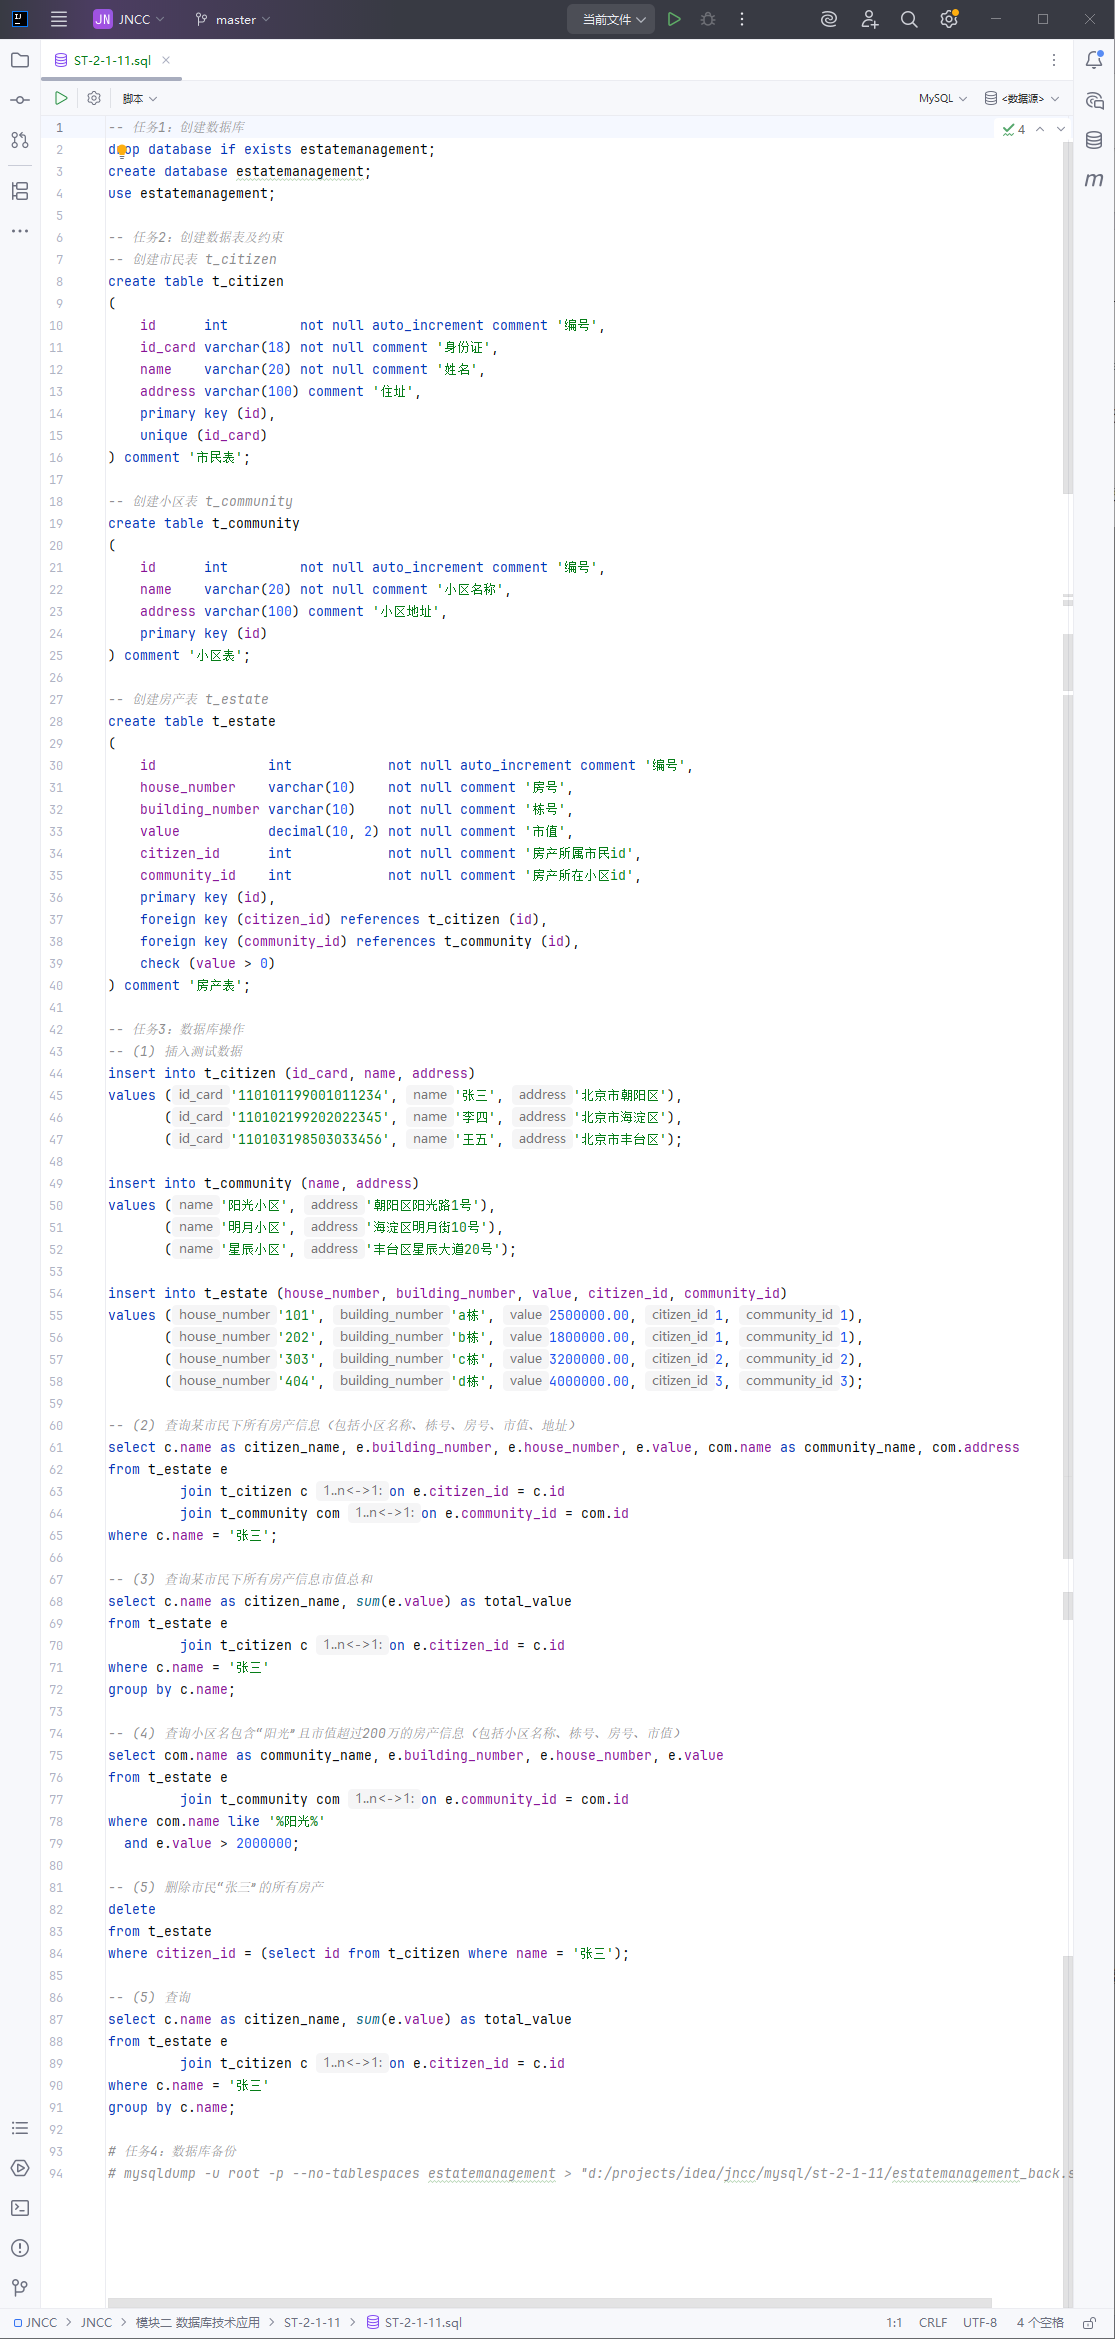 JN JNCC master 当前文件
ST-2-1-11.sql
脚本 MySQL <数据源>
1 -- 任务1：创建数据库 4
2 drop database if exists estatemanagement;
3 create database estatemanagement;
4 use estatemanagement;
5
6 -- 任务2：创建数据表及约束
7 -- 创建市民表 t_citizen
8 create table t_citizen
9 (
10 id int not null auto_increment comment '编号',
11 id_card varchar(18) not null comment '身份证',
12 name varchar(20) not null comment '姓名',
13 address varchar(100) comment '住址',
14 primary key (id),
15 unique (id_card)
16 ) comment '市民表';
17
18 -- 创建小区表 t_community
19 create table t_community
20 (
21 id int not null auto_increment comment '编号',
22 name varchar(20) not null comment '小区名称',
23 address varchar(100) comment '小区地址',
24 primary key (id)
25 ) comment '小区表';
26
27 -- 创建房产表 t_estate
28 create table t_estate
29 (
30 id int not null auto_increment comment '编号',
31 house_number varchar(10) not null comment '房号',
32 building_number varchar(10) not null comment '栋号',
33 value decimal(10, 2) not null comment '市值',
34 citizen_id int not null comment '房产所属市民id',
35 community_id int not null comment '房产所在小区id',
36 primary key (id),
37 foreign key (citizen_id) references t_citizen (id),
38 foreign key (community_id) references t_community (id),
39 check (value > 0)
40 ) comment '房产表';
41
42 -- 任务3：数据库操作
43 -- (1) 插入测试数据
44 insert into t_citizen (id_card, name, address)
45 values ( id_card '110101199001011234', name '张三', address '北京市朝阳区'),
46 ( id_card '110102199202022345', name '李四', address '北京市海淀区'),
47 ( id_card '110103198503033456', name '王五', address '北京市丰台区');
48
49 insert into t_community (name, address)
50 values ( name '阳光小区', address '朝阳区阳光路1号'),
51 ( name '明月小区', address '海淀区明月街10号'),
52 ( name '星辰小区', address '丰台区星辰大道20号');
53
54 insert into t_estate (house_number, building_number, value, citizen_id, community_id)
55 values ( house_number '101', building_number 'a栋', value 2500000.00, citizen_id 1, community_id 1),
56 ( house_number '202', building_number 'b栋', value 1800000.00, citizen_id 1, community_id 1),
57 ( house_number '303', building_number 'c栋', value 3200000.00, citizen_id 2, community_id 2),
58 ( house_number '404', building_number 'd栋', value 4000000.00, citizen_id 3, community_id 3);
59
60 -- (2) 查询某市民下所有房产信息（包括小区名称、栋号、房号、市值、地址）
61 select c.name as citizen_name, e.building_number, e.house_number, e.value, com.name as community_name, com.address
62 from t_estate e
63 join t_citizen c 1..n<->1: on e.citizen_id = c.id
64 join t_community com 1..n<->1: on e.community_id = com.id
65 where c.name = '张三';
66
67 -- (3) 查询某市民下所有房产信息市值总和
68 select c.name as citizen_name, sum(e.value) as total_value
69 from t_estate e
70 join t_citizen c 1..n<->1: on e.citizen_id = c.id
71 where c.name = '张三'
72 group by c.name;
73
74 -- (4) 查询小区名包含“阳光”且市值超过200万的房产信息（包括小区名称、栋号、房号、市值）
75 select com.name as community_name, e.building_number, e.house_number, e.value
76 from t_estate e
77 join t_community com 1..n<->1: on e.community_id = com.id
78 where com.name like '%阳光%'
79 and e.value > 2000000;
80
81 -- (5) 删除市民“张三”的所有房产
82 delete
83 from t_estate
84 where citizen_id = (select id from t_citizen where name = '张三');
85
86 -- (5) 查询
87 select c.name as citizen_name, sum(e.value) as total_value
88 from t_estate e
89 join t_citizen c 1..n<->1: on e.citizen_id = c.id
90 where c.name = '张三'
91 group by c.name;
92
93 # 任务4：数据库备份
94 # mysqldump -u root -p --no-tablespaces estatemanagement > "d:/projects/idea/jncc/mysql/st-2-1-11/estatemanagement_back.s
JNCC > JNCC > 模块二 数据库技术应用 > ST-2-1-11 > ST-2-1-11.sql 1:1 CRLF UTF-8 4 个空格